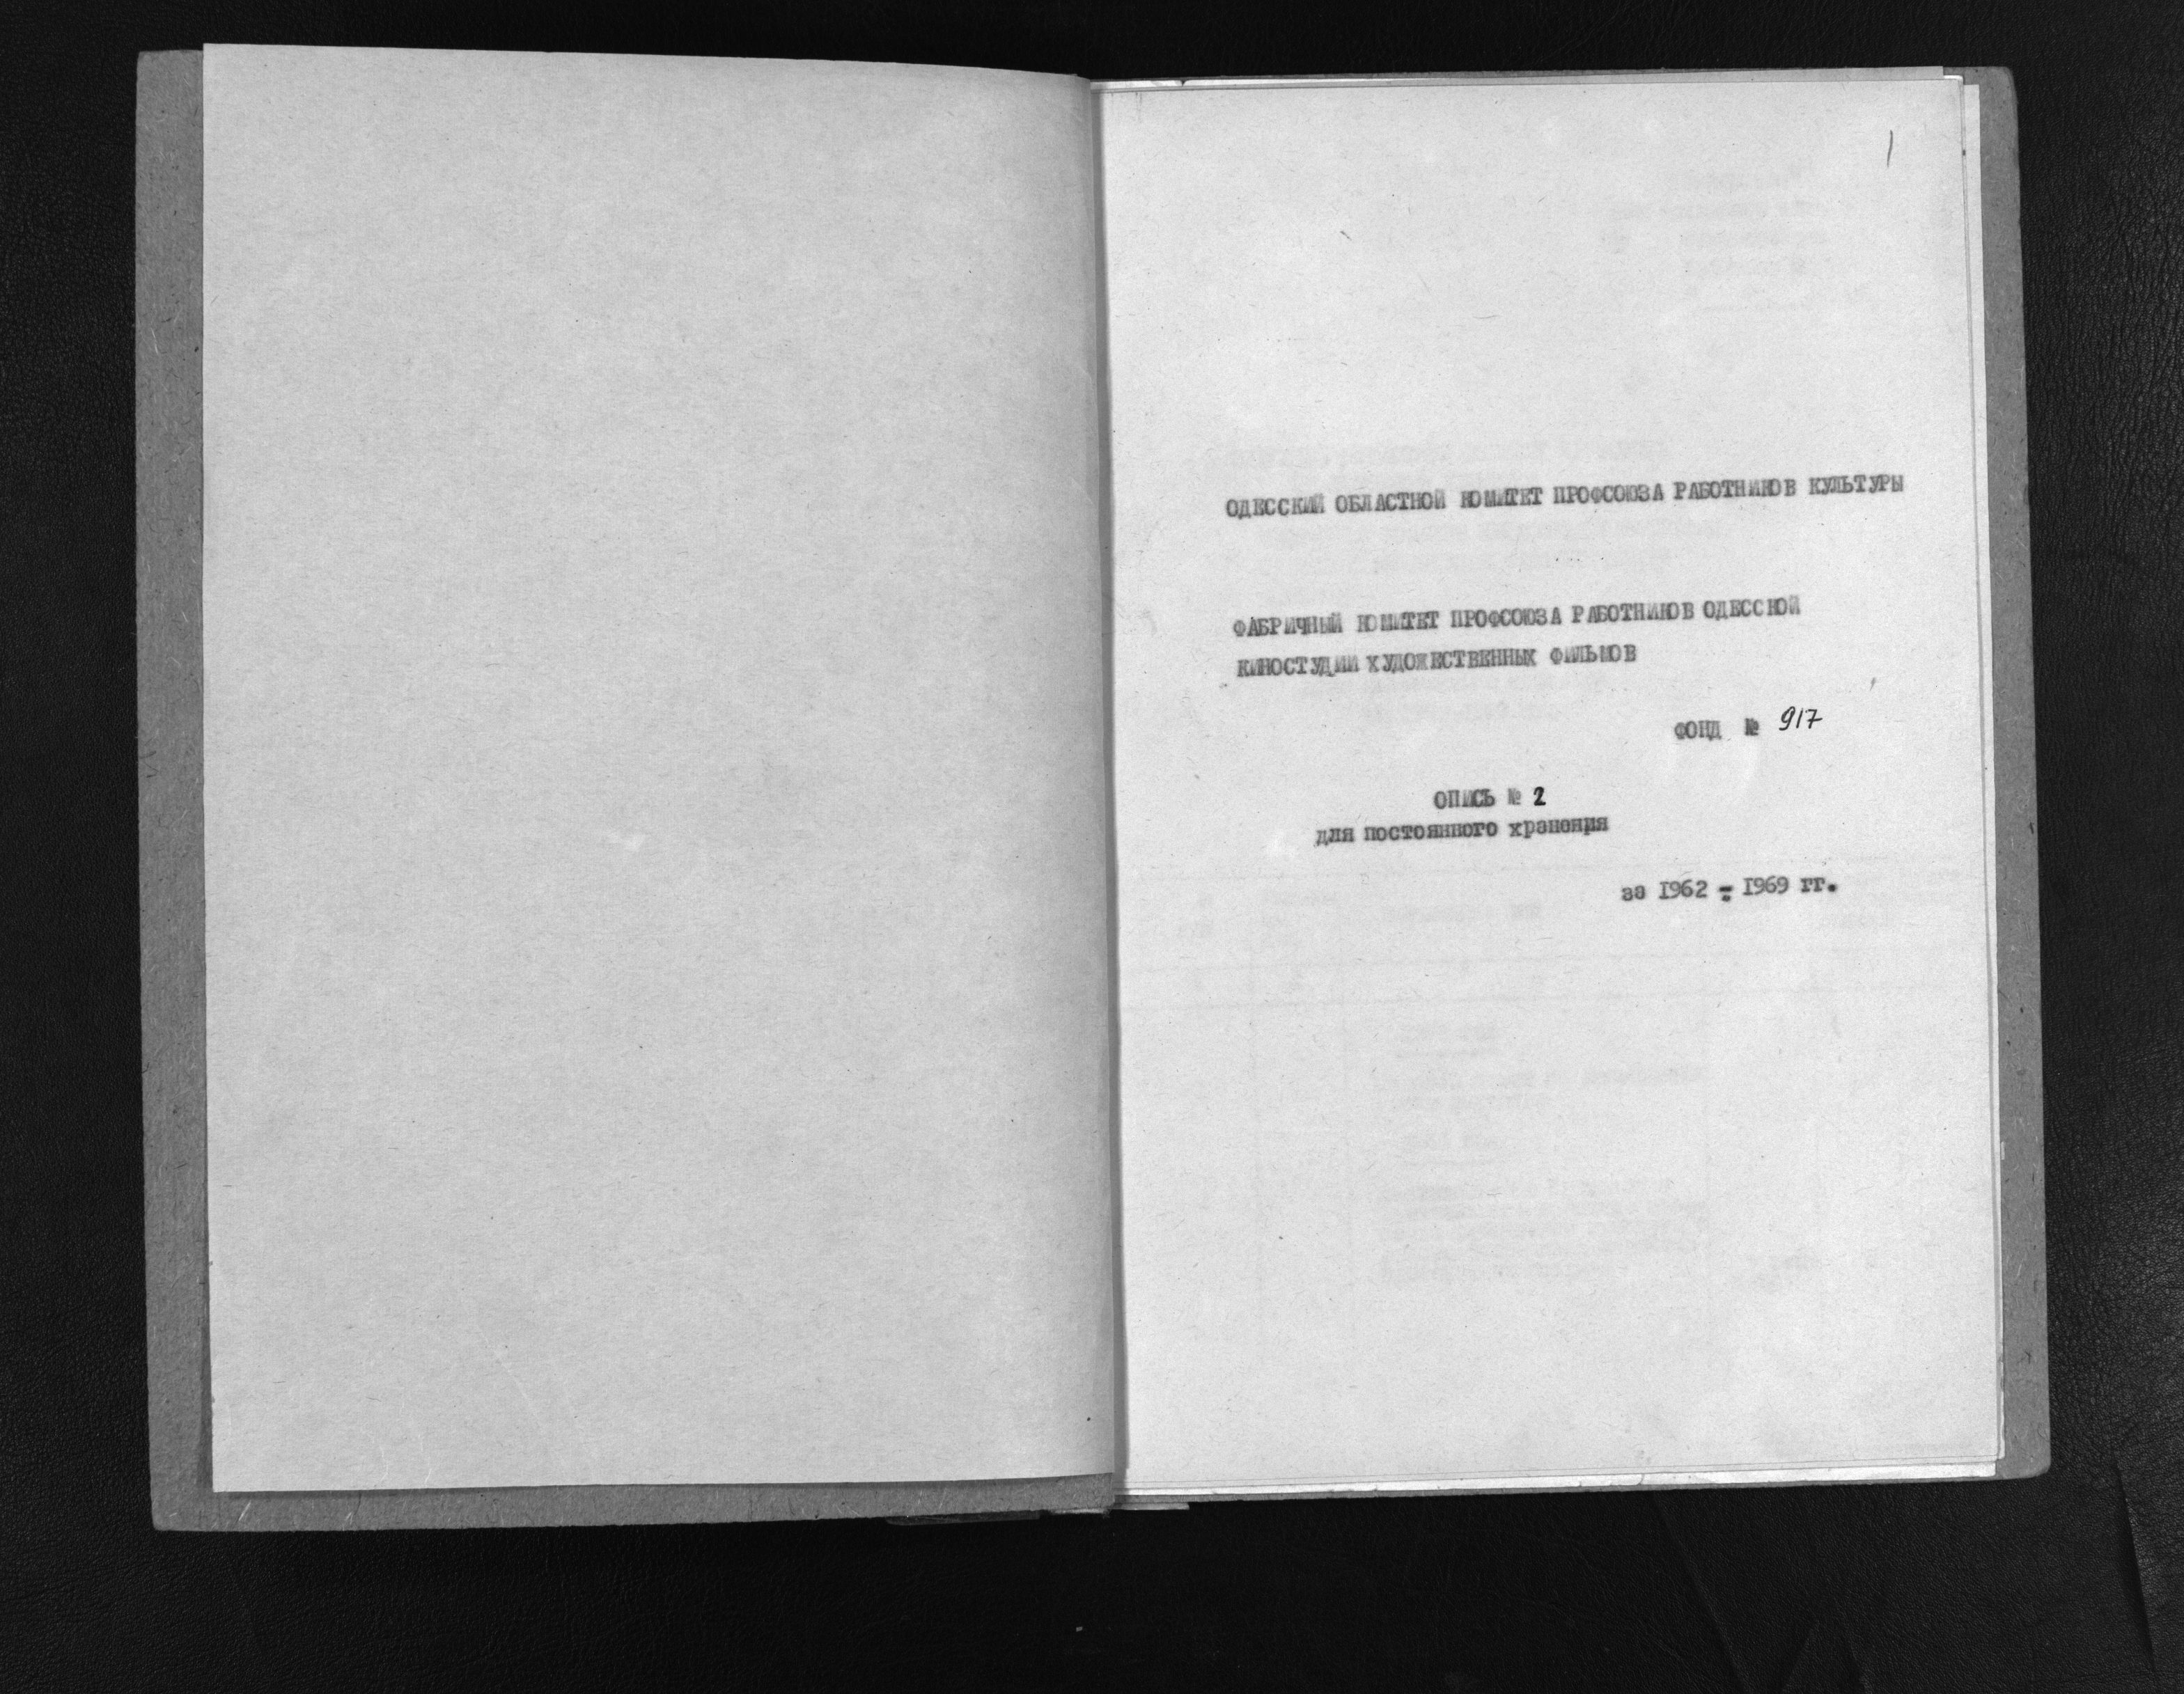 1
ОДЕССКИЙ ОБЛАСТНОЙ КОМИТЕТ ПРОФСОЮЗА РАБОТНИКОВ КУЛЬТУРЫ
ФАБРИЧНЫЙ КОМИТЕТ ПРОФСОЮЗА РАБОТНИКОВ ОДЕССКОЙ
КИНОСТУДИИ ХУДОЖЕСТВЕННЫХ ФИЛЬМОВ
ФОНД № 917
ОПИСЬ № 2
для постоянного хранения
за 1962 - 1969 гг.